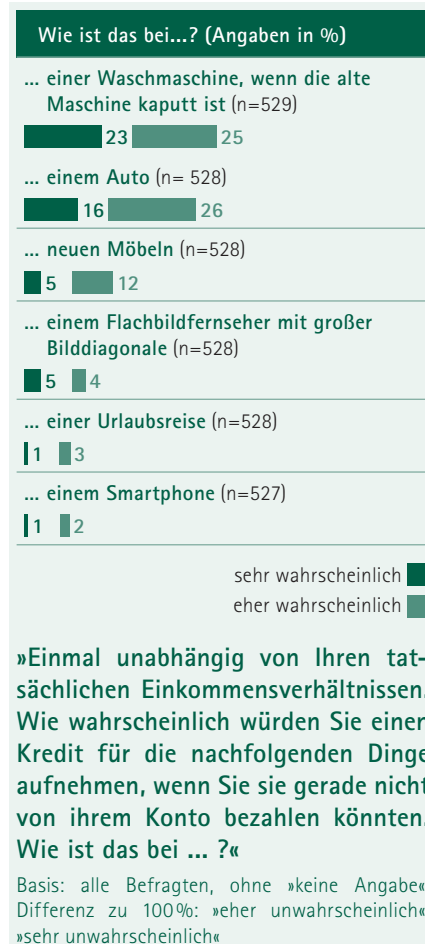 Wie ist das bei...? (Angaben in %)
... einer Waschmaschine, wenn die alte
Maschine kaputt ist (n=529)
23 25
... einem Auto (n= 528)
16 26
... neuen Möbeln (n=528)
5 12
... einem Flachbildfernseher mit großer
Bilddiagonale (n=528)
5 4
... einer Urlaubsreise (n=528)
1 3
... einem Smartphone (n=527)
1 2
sehr wahrscheinlich
eher wahrscheinlich
»Einmal unabhängig von Ihren tat-
sächlichen Einkommensverhältnissen.
Wie wahrscheinlich würden Sie einen
Kredit für die nachfolgenden Dinge
aufnehmen, wenn Sie sie gerade nicht
von ihrem Konto bezahlen könnten.
Wie ist das bei ... ?«
Basis: alle Befragten, ohne »keine Angabe«
Differenz zu 100%: »eher unwahrscheinlich«
»sehr unwahrscheinlich«